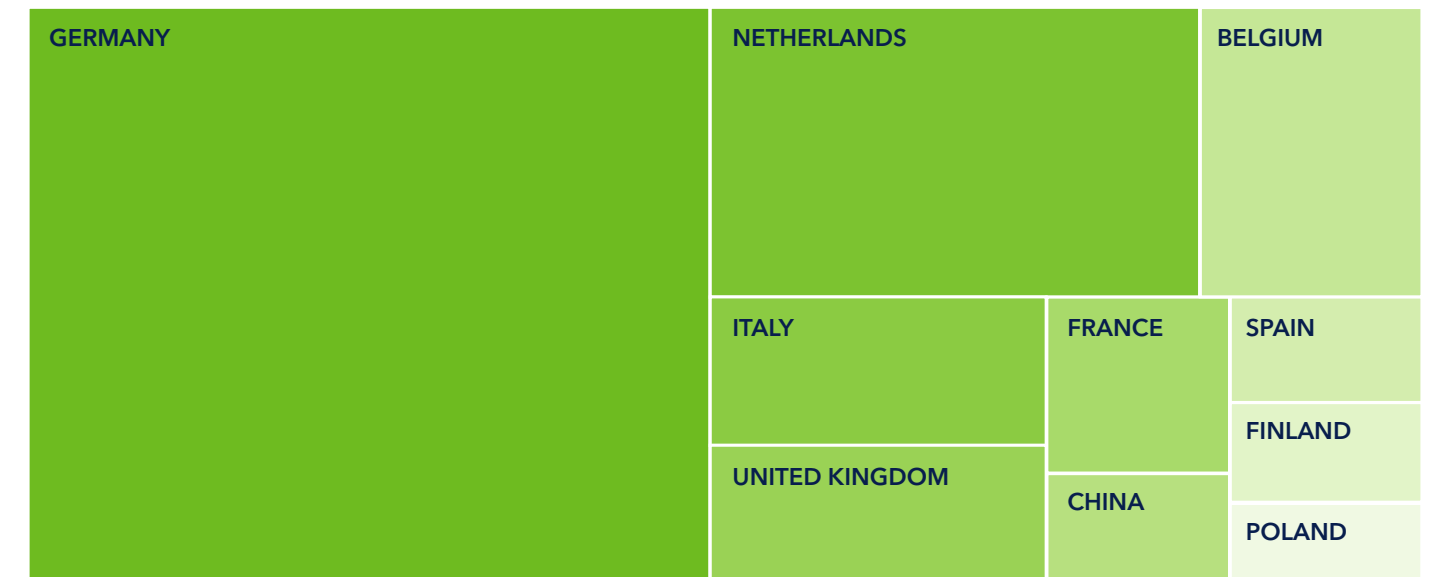 GERMANY
NETHERLANDS
BELGIUM
ITALY
FRANCE
SPAIN
FINLAND
UNITED KINGDOM
CHINA
POLAND